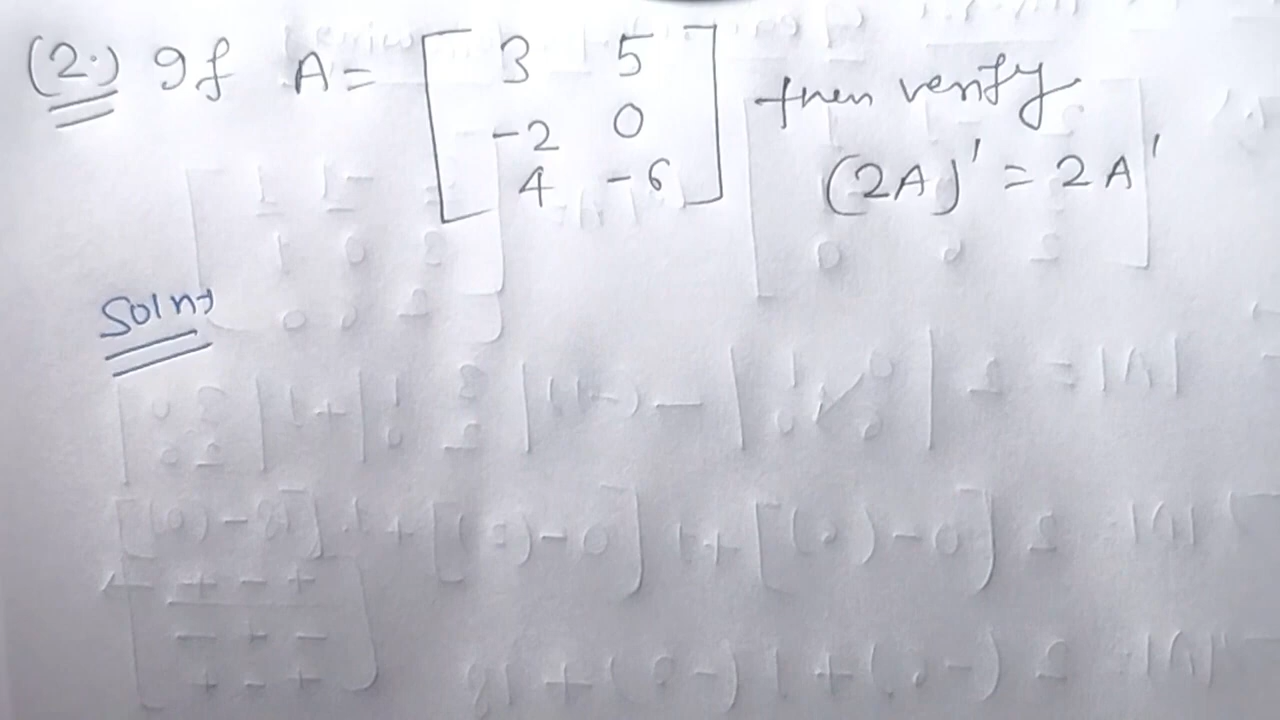 (2.) If A = [ 3 5 ] then verify
-2 0
4 -6 (2A)' = 2A'
Soln→